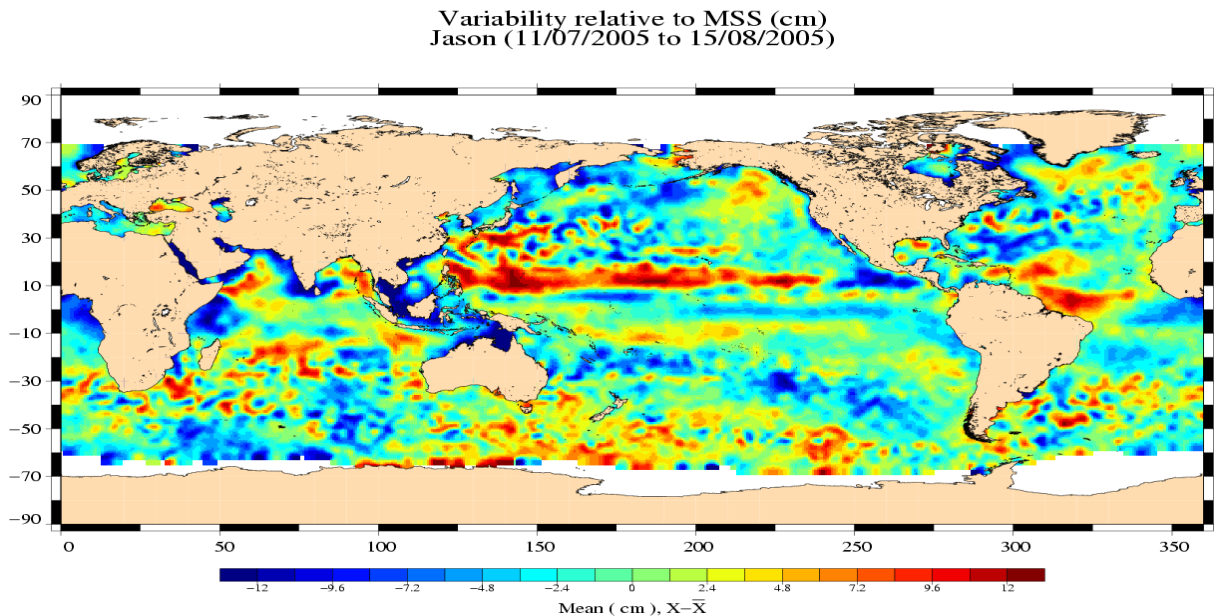 Variability relative to MSS (cm)
Jason (11/07/2005 to 15/08/2005)
90
70
50
30
10
−10
−30
−50
−70
−90
0 50 100 150 200 250 300 350
−12 −9.6 −7.2 −4.8 −2.4 0 2.4 4.8 7.2 9.6 12
Mean ( cm ), X−X̅